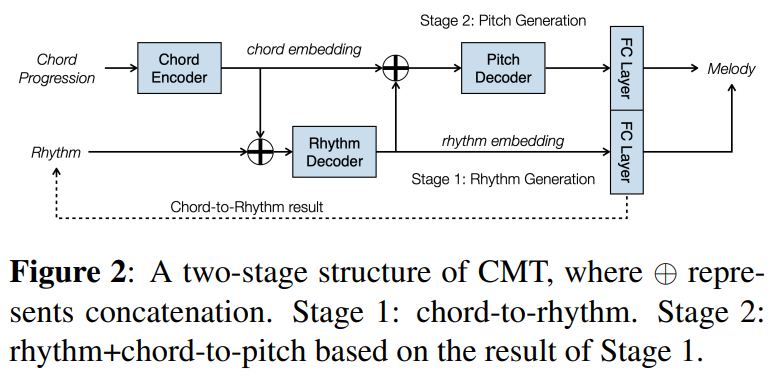 Stage 2: Pitch Generation
Chord
Progression
Chord
Encoder
chord embedding
Pitch
Decoder
FC Layer
Melody
Rhythm
Rhythm
Decoder
rhythm embedding
FC Layer
Stage 1: Rhythm Generation
Chord-to-Rhythm result
Figure 2: A two-stage structure of CMT, where ⊕ repre-
sents concatenation. Stage 1: chord-to-rhythm. Stage 2:
rhythm+chord-to-pitch based on the result of Stage 1.